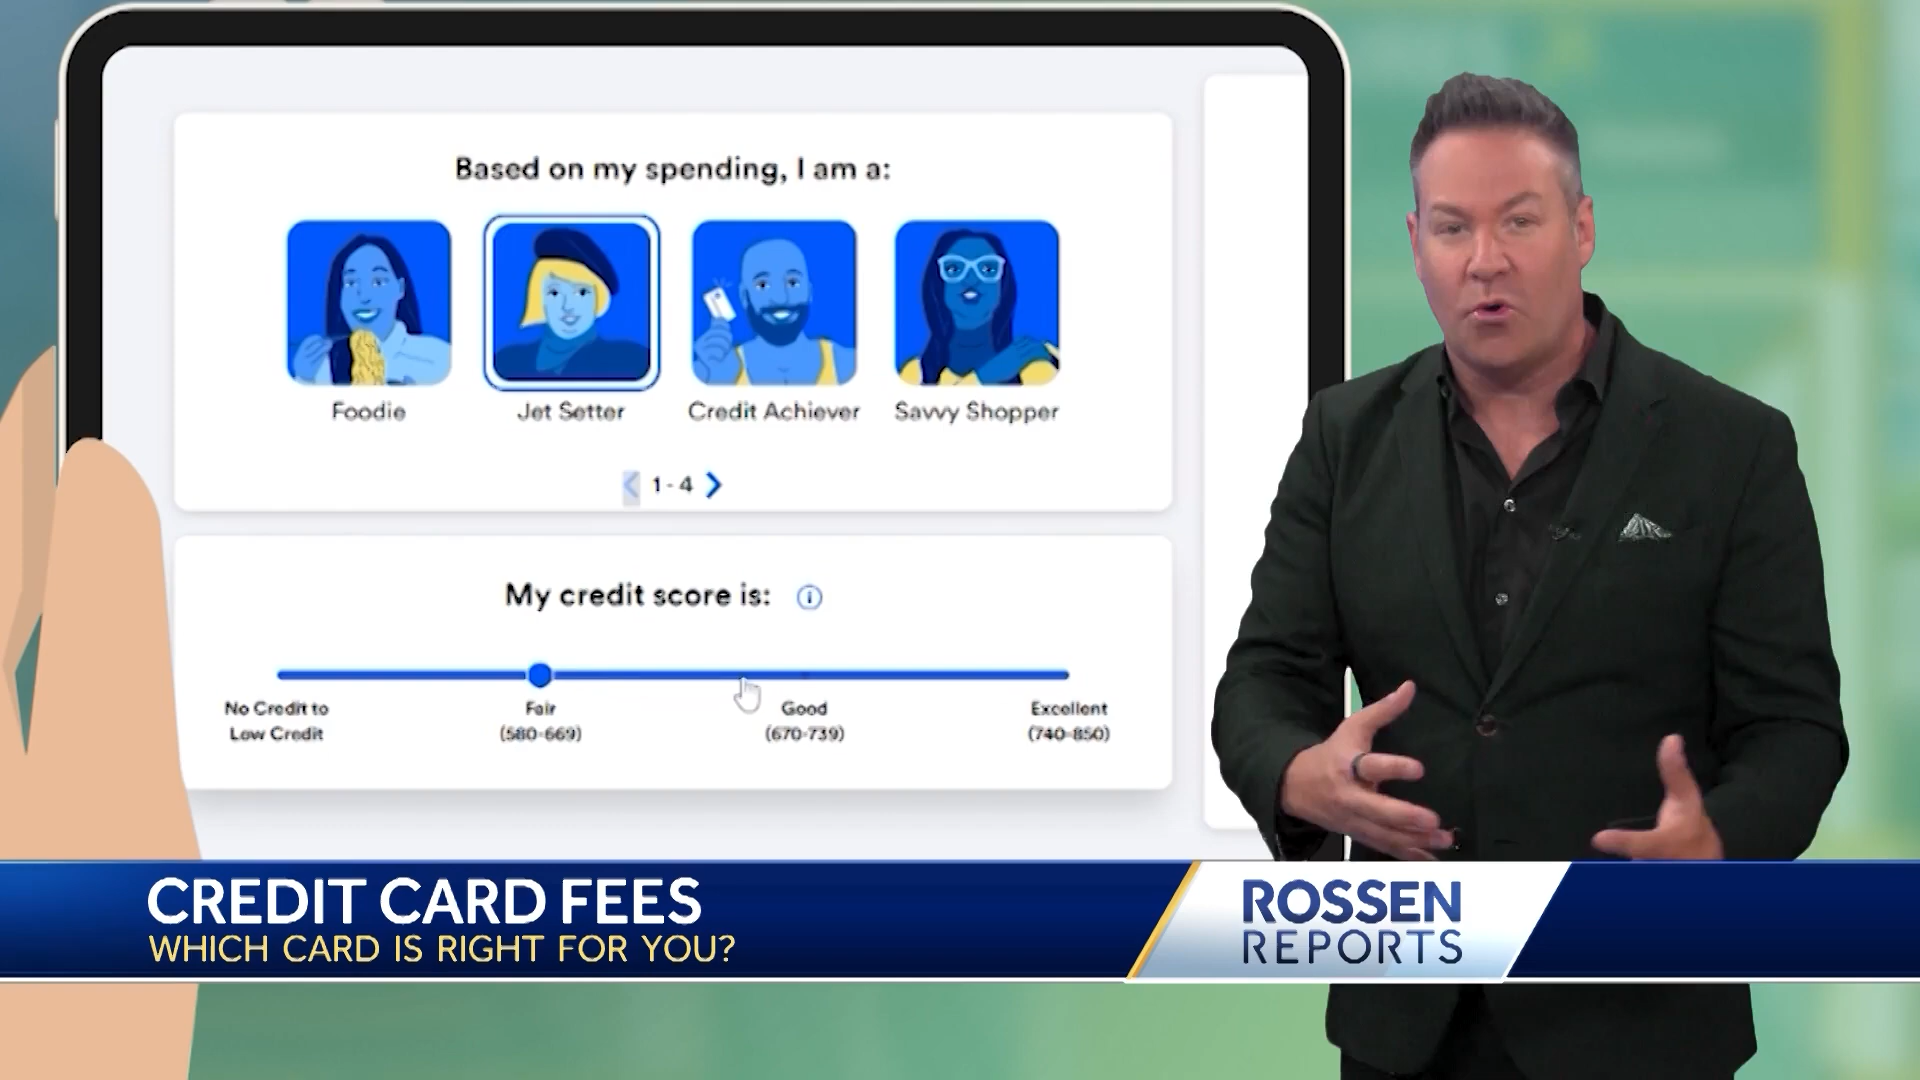 Based on my spending, I am a:
Foodie
Jet Setter
Credit Achiever
Savvy Shopper
1 - 4
My credit score is:
No Credit to
Low Credit
Fair
(580-669)
Good
(670-739)
Excellent
(740-850)
CREDIT CARD FEES
WHICH CARD IS RIGHT FOR YOU?
ROSSEN
REPORTS